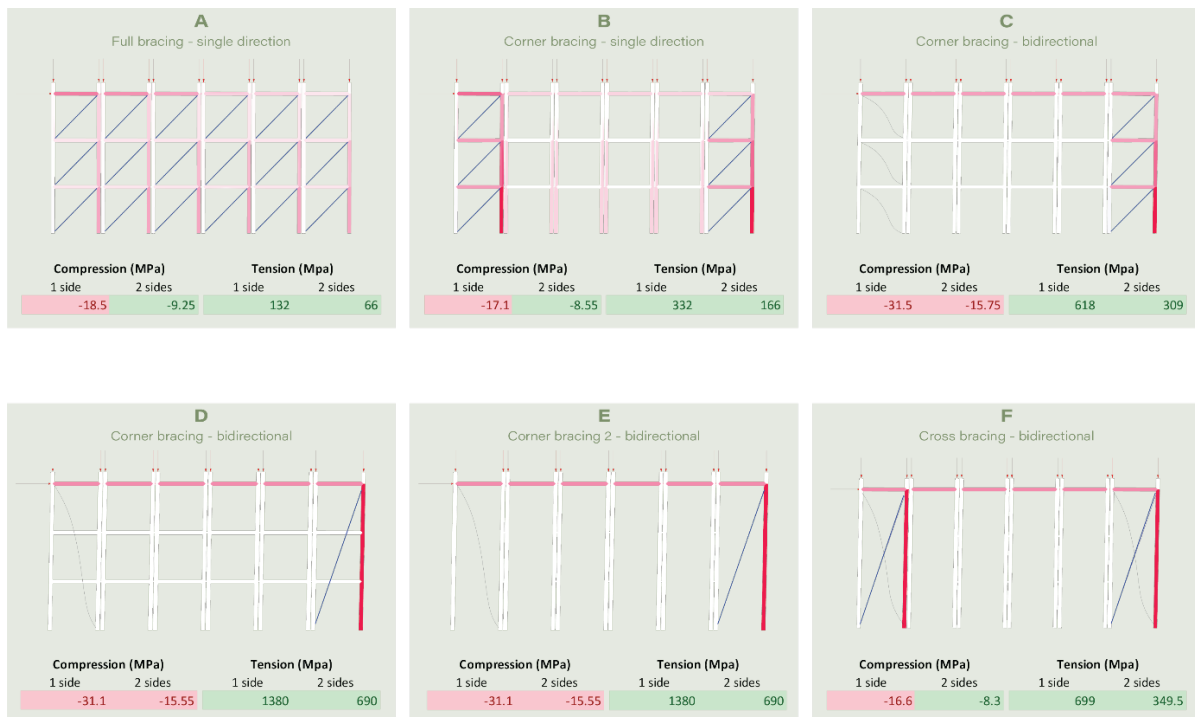 A
Full bracing - single direction
Compression (MPa) Tension (Mpa)
1 side 2 sides 1 side 2 sides
-18.5 -9.25 132 66
B
Corner bracing - single direction
Compression (MPa) Tension (Mpa)
1 side 2 sides 1 side 2 sides
-17.1 -8.55 332 166
C
Corner bracing - bidirectional
Compression (MPa) Tension (Mpa)
1 side 2 sides 1 side 2 sides
-31.5 -15.75 618 309
D
Corner bracing - bidirectional
Compression (MPa) Tension (Mpa)
1 side 2 sides 1 side 2 sides
-31.1 -15.55 1380 690
E
Corner bracing 2 - bidirectional
Compression (MPa) Tension (Mpa)
1 side 2 sides 1 side 2 sides
-31.1 -15.55 1380 690
F
Cross bracing - bidirectional
Compression (MPa) Tension (Mpa)
1 side 2 sides 1 side 2 sides
-16.6 -8.3 699 349.5